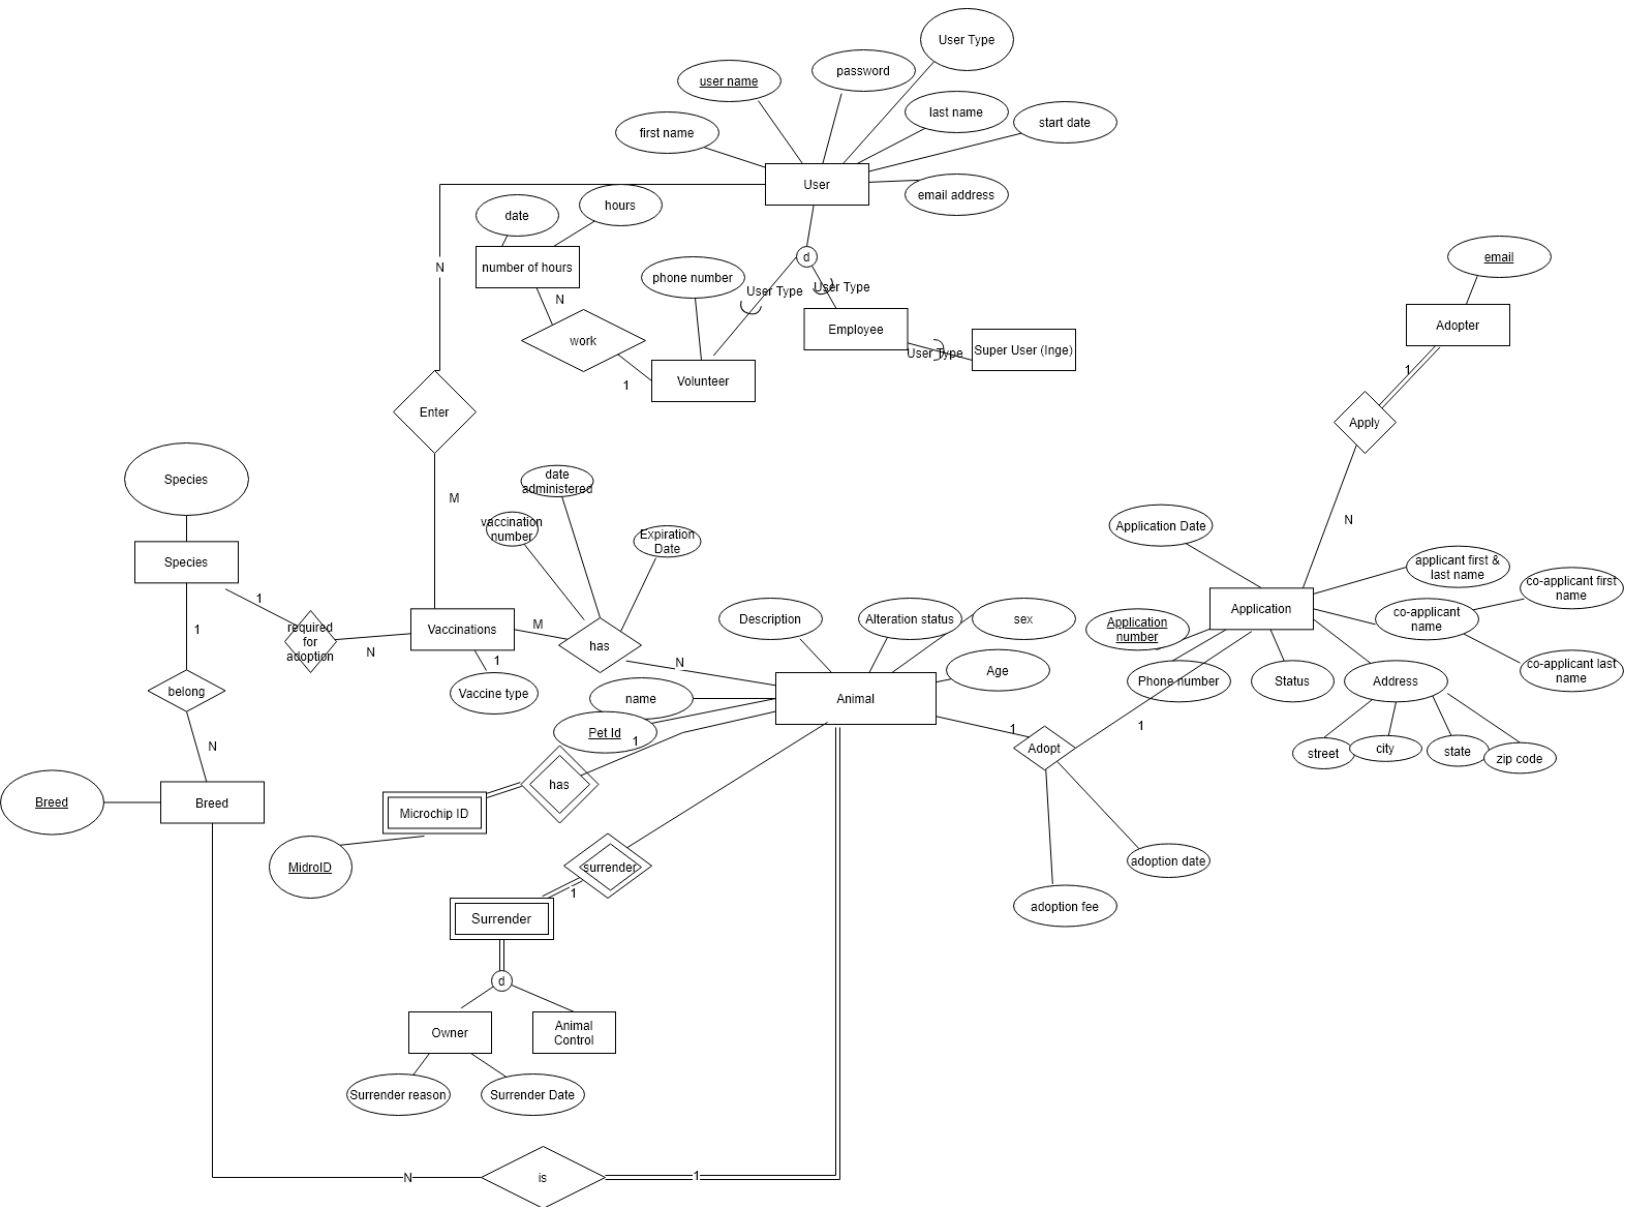 User Type
password
user name
last name
start date
first name
User
email address
hours
date
number of hours
N
d
phone number
User Type
User Type
N
email
Adopter
Employee
work
User Type
Super User (Inge)
Volunteer
1
1
Enter
Apply
Species
date
administered
M
vaccination
number
Expiration
Date
Application Date
N
Species
applicant first &
last name
co-applicant first
name
1
Description
Alteration status
sex
Application
co-applicant
name
Application
number
1
required
for
adoption
Vaccinations
M
has
N
N
1
Age
co-applicant last
name
belong
Vaccine type
name
Animal
Phone number
Status
Address
Pet Id
1
1
1
N
Adopt
street
city
state
zip code
has
Breed
Breed
Microchip ID
MidroID
surrender
adoption date
1
adoption fee
Surrender
d
Owner
Animal
Control
Surrender reason
Surrender Date
N
is
1